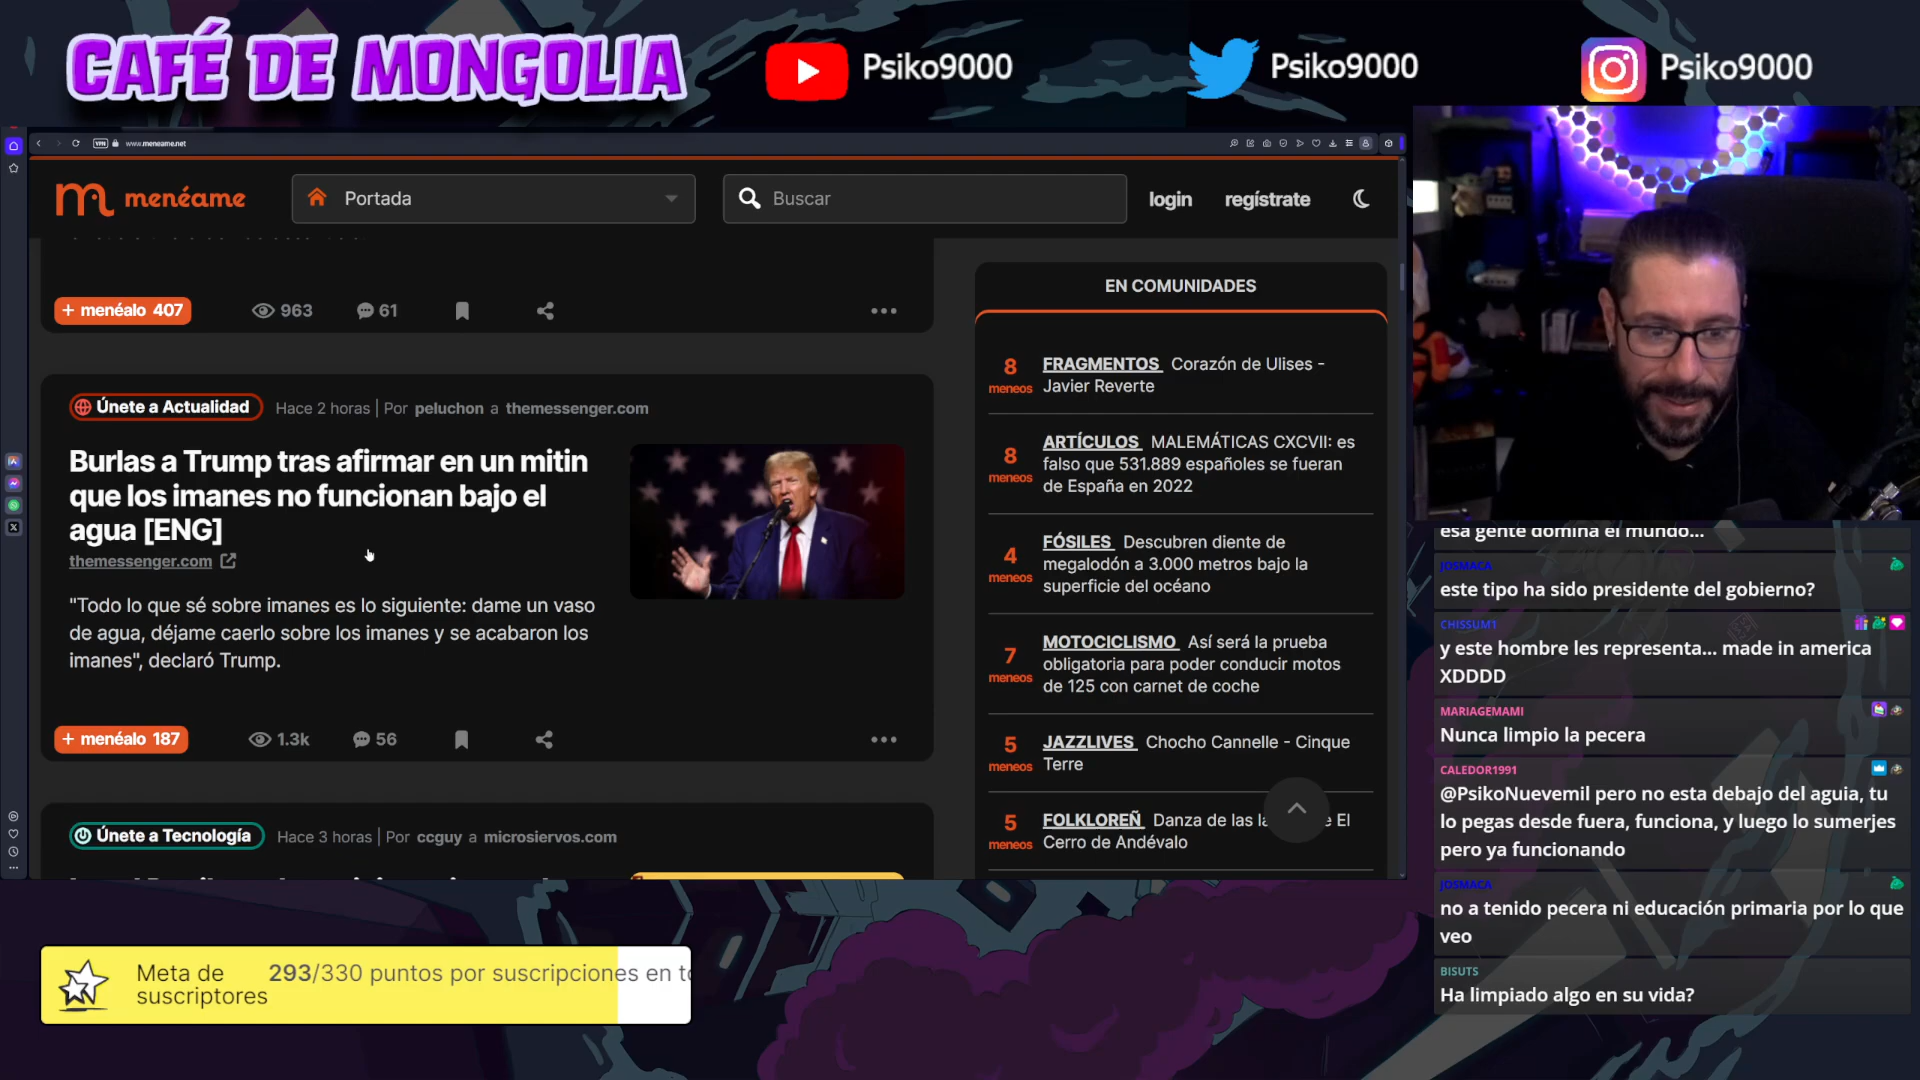 CAFÉ DE MONGOLIA
Psiko9000
Psiko9000
Psiko9000
VPN
www.meneame.net
menéame
Portada
Buscar
login
regístrate
+ menéalo 407
963
61
Únete a Actualidad
Hace 2 horas | Por peluchon a themessenger.com
Burlas a Trump tras afirmar en un mitin
que los imanes no funcionan bajo el
agua [ENG]
themessenger.com
"Todo lo que sé sobre imanes es lo siguiente: dame un vaso
de agua, déjame caerlo sobre los imanes y se acabaron los
imanes", declaró Trump.
+ menéalo 187
1.3k
56
Únete a Tecnología
Hace 3 horas | Por ccguy a microsiervos.com
EN COMUNIDADES
8 meneos
FRAGMENTOS Corazón de Ulises -
Javier Reverte
8 meneos
ARTÍCULOS MALEMÁTICAS CXCVII: es
falso que 531.889 españoles se fueran
de España en 2022
4 meneos
FÓSILES Descubren diente de
megalodón a 3.000 metros bajo la
superficie del océano
7 meneos
MOTOCICLISMO Así será la prueba
obligatoria para poder conducir motos
de 125 con carnet de coche
5 meneos
JAZZLIVES Chocho Cannelle - Cinque
Terre
5 meneos
FOLKLOREÑ Danza de las El
Cerro de Andévalo
esa gente domina el mundo...
JOSMACA
este tipo ha sido presidente del gobierno?
CHISSUM1
y este hombre les representa... made in america
XDDDD
MARIAGEMAMI
Nunca limpio la pecera
CALEDOR1991
@PsikoNuevemil pero no esta debajo del aguia, tu
lo pegas desde fuera, funciona, y luego lo sumerjes
pero ya funcionando
JOSMACA
no a tenido pecera ni educación primaria por lo que
veo
BISUTS
Ha limpiado algo en su vida?
Meta de
suscriptores
293/330 puntos por suscripciones en